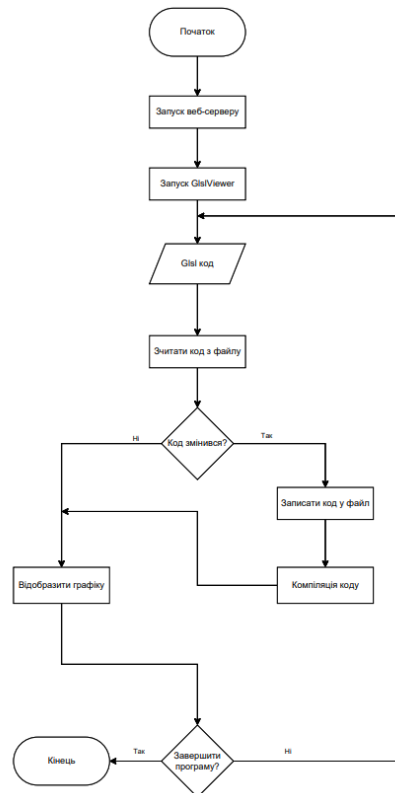 Початок
Запуск веб-серверу
Запуск GlslViewer
Glsl код
Зчитати код з файлу
Код змінився?
Ні
Так
Записати код у файл
Відобразити графіку
Компіляція коду
Завершити
програму?
Так
Ні
Кінець